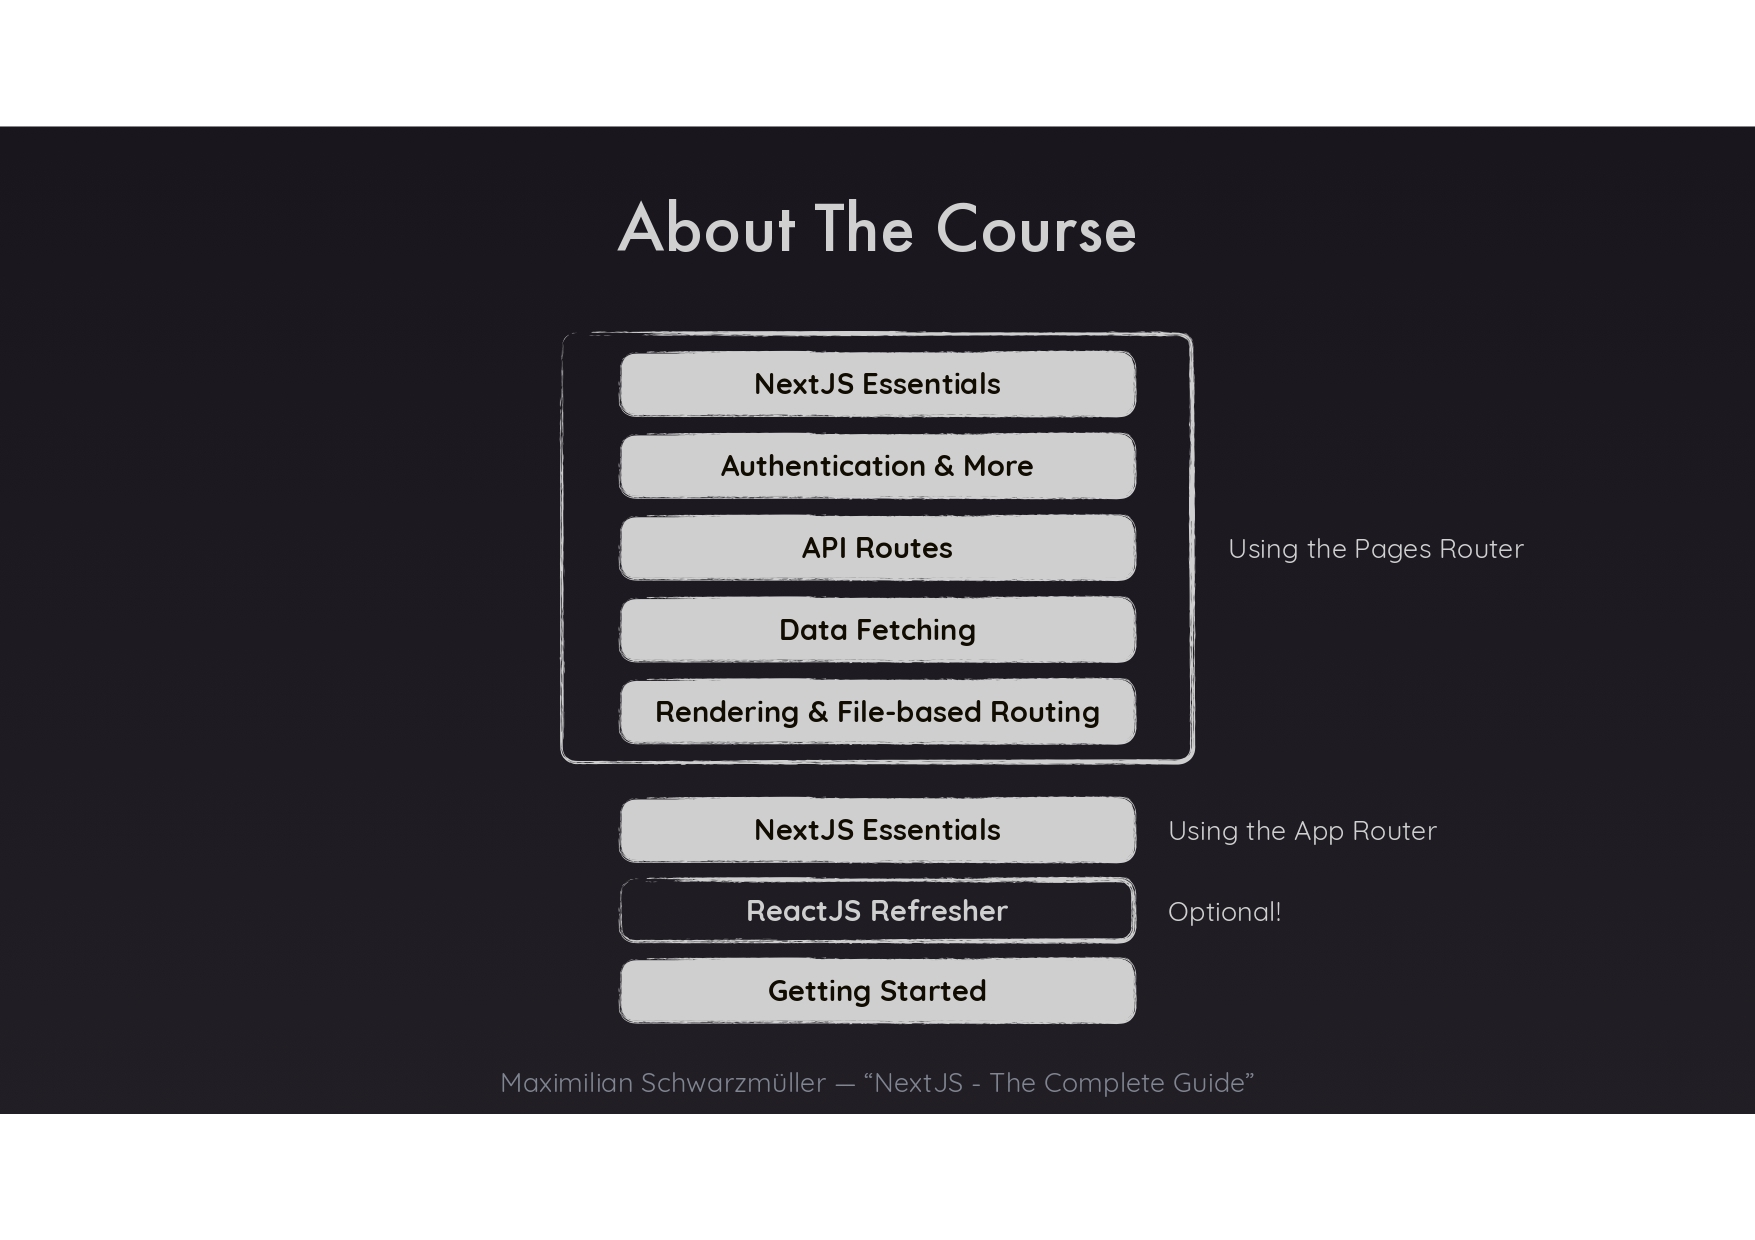 About The Course
NextJS Essentials
Authentication & More
API Routes
Using the Pages Router
Data Fetching
Rendering & File-based Routing
NextJS Essentials
Using the App Router
ReactJS Refresher
Optional!
Getting Started
Maximilian Schwarzmüller — “NextJS - The Complete Guide”